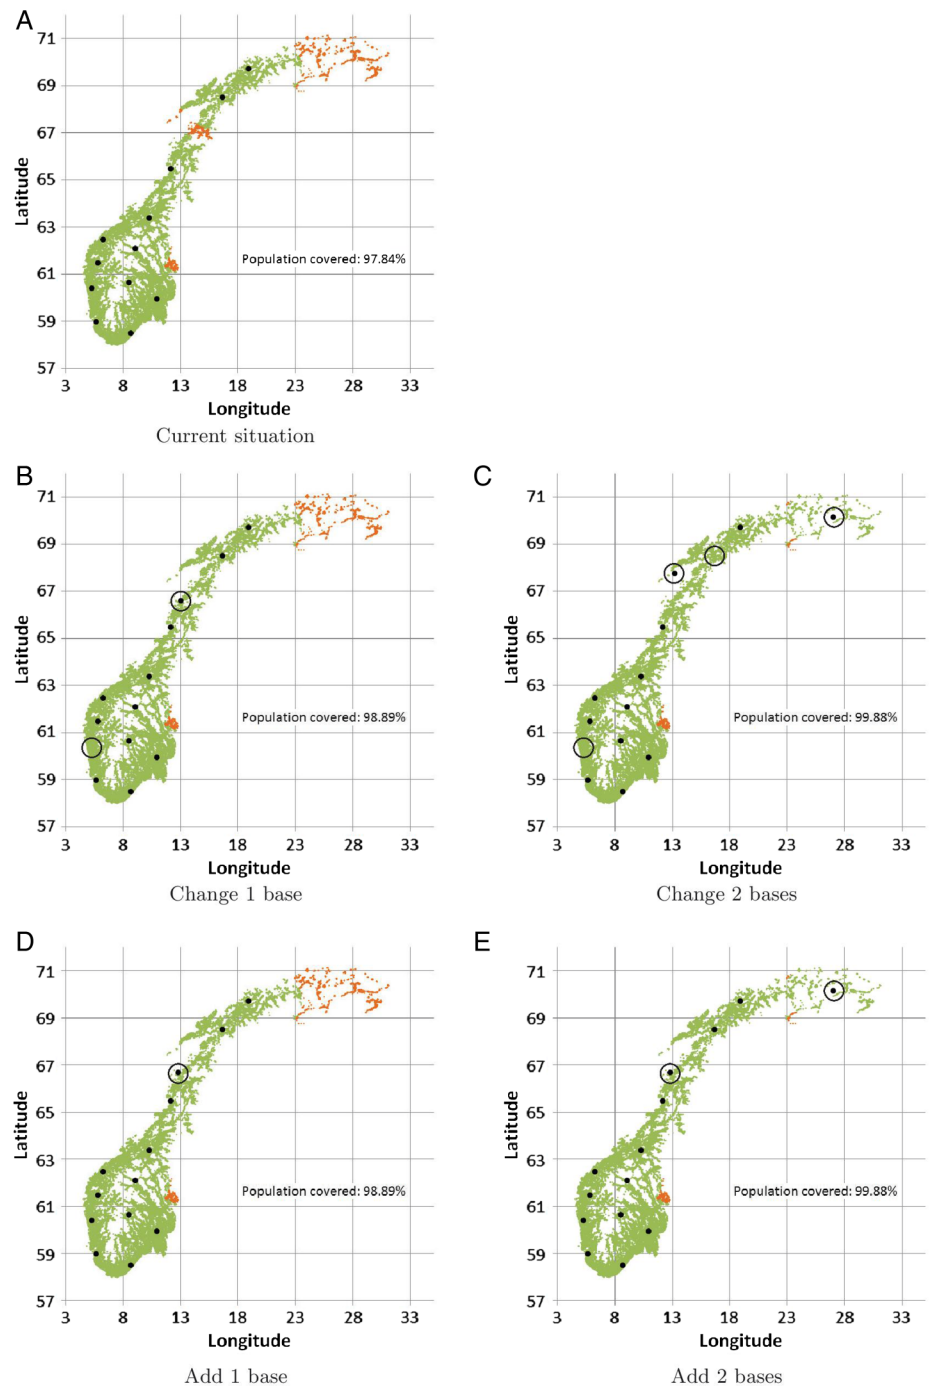 A
71
69
67
65
63
61
59
57
Latitude
Population covered: 97.84%
3 8 13 18 23 28 33
Longitude
Current situation
B
71
69
67
65
63
61
59
57
Latitude
Population covered: 98.89%
3 8 13 18 23 28 33
Longitude
Change 1 base
C
71
69
67
65
63
61
59
57
Latitude
Population covered: 99.88%
3 8 13 18 23 28 33
Longitude
Change 2 bases
D
71
69
67
65
63
61
59
57
Latitude
Population covered: 98.89%
3 8 13 18 23 28 33
Longitude
Add 1 base
E
71
69
67
65
63
61
59
57
Latitude
Population covered: 99.88%
3 8 13 18 23 28 33
Longitude
Add 2 bases